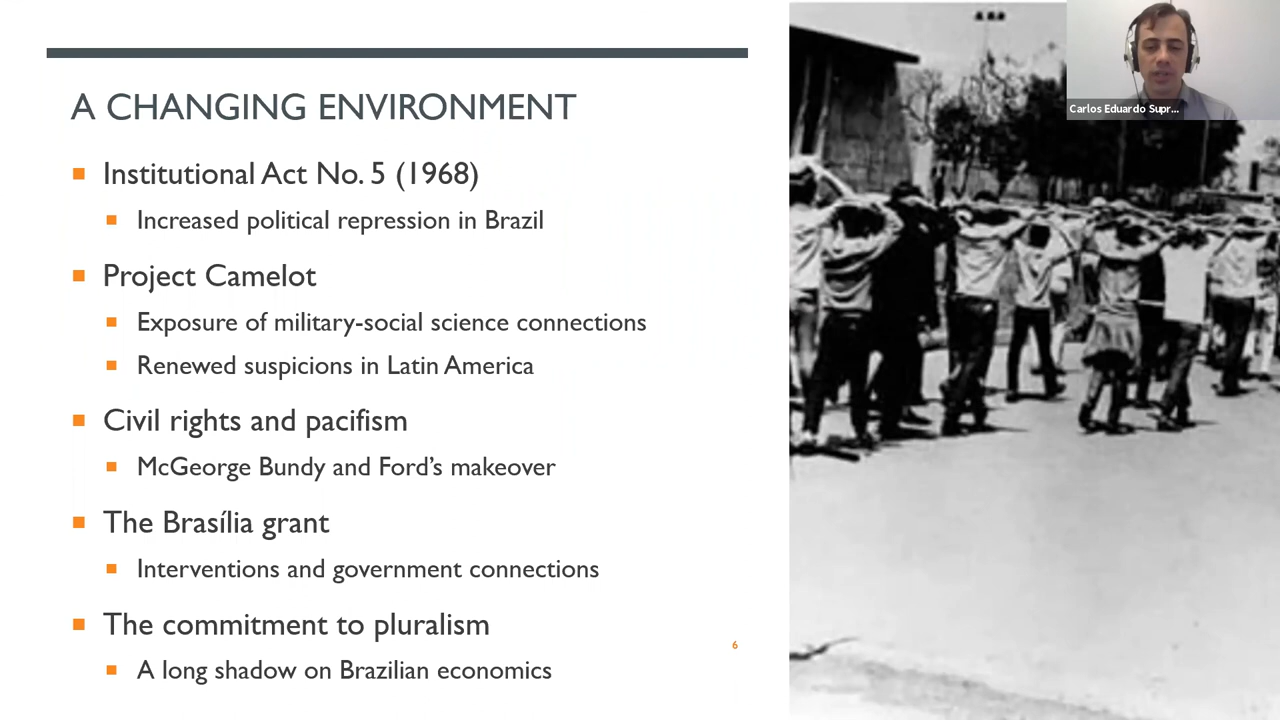 A CHANGING ENVIRONMENT
Institutional Act No. 5 (1968)
Increased political repression in Brazil
Project Camelot
Exposure of military-social science connections
Renewed suspicions in Latin America
Civil rights and pacifism
McGeorge Bundy and Ford's makeover
The Brasília grant
Interventions and government connections
The commitment to pluralism
A long shadow on Brazilian economics
6
Carlos Eduardo Supr...